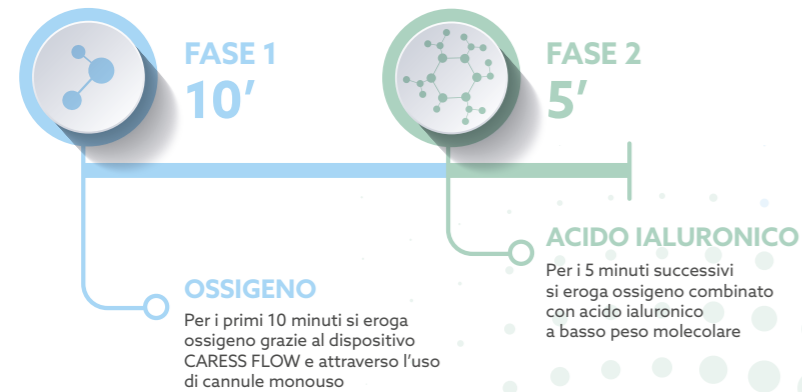 FASE 1
10’
FASE 2
5’
OSSIGENO
Per i primi 10 minuti si eroga
ossigeno grazie al dispositivo
CARESS FLOW e attraverso l’uso
di cannule monouso
ACIDO IALURONICO
Per i 5 minuti successivi
si eroga ossigeno combinato
con acido ialuronico
a basso peso molecolare